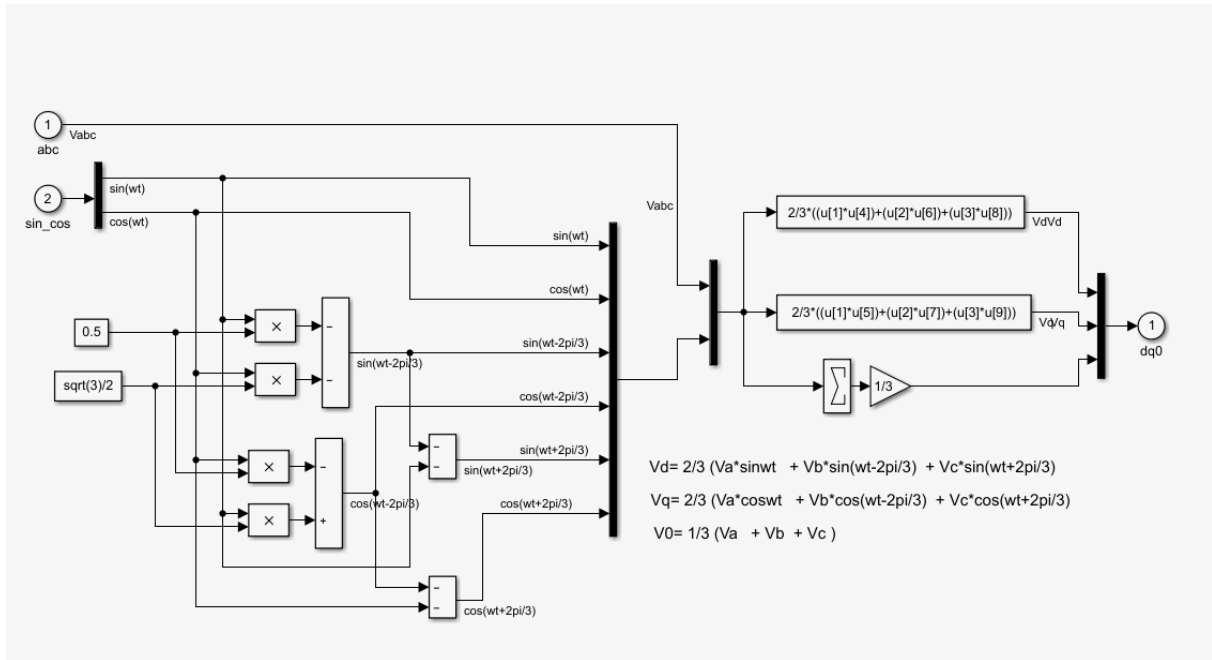 1
Vabc
abc
2
sin_cos
sin(wt)
cos(wt)
0.5
sqrt(3)/2
×
×
×
×
-
-
sin(wt-2pi/3)
-
+
cos(wt-2pi/3)
-
-
sin(wt+2pi/3)
-
-
cos(wt+2pi/3)
sin(wt)
cos(wt)
sin(wt-2pi/3)
cos(wt-2pi/3)
sin(wt+2pi/3)
cos(wt+2pi/3)
Vabc
2/3*((u[1]*u[4])+(u[2]*u[6])+(u[3]*u[8]))
VdVd
2/3*((u[1]*u[5])+(u[2]*u[7])+(u[3]*u[9]))
VqVq
∑
1/3
1
dq0
Vd= 2/3 (Va*sinwt + Vb*sin(wt-2pi/3) + Vc*sin(wt+2pi/3)
Vq= 2/3 (Va*coswt + Vb*cos(wt-2pi/3) + Vc*cos(wt+2pi/3)
V0= 1/3 (Va + Vb + Vc )